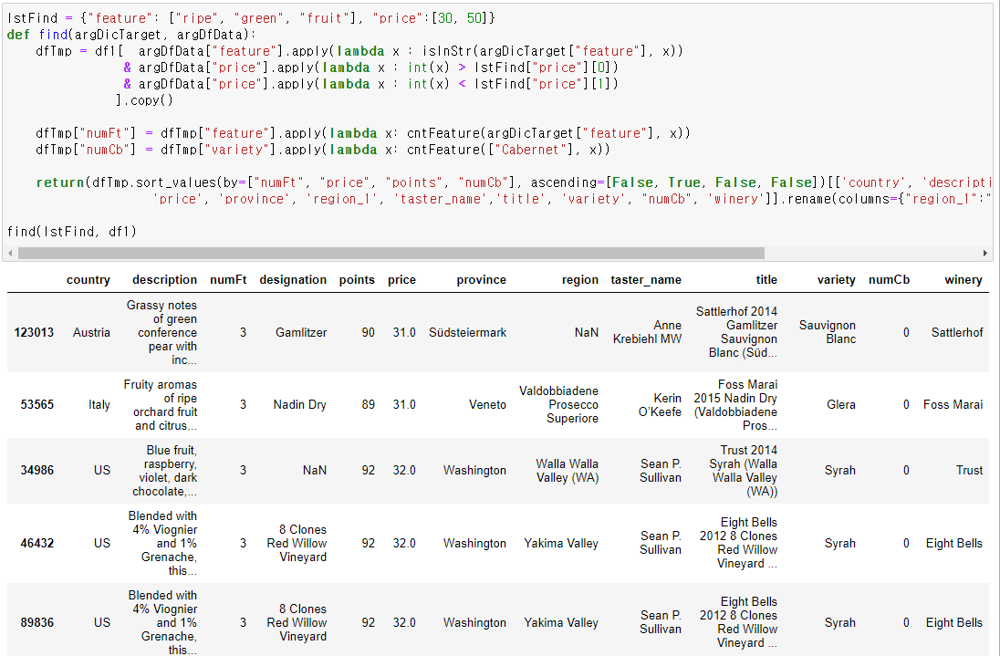 lstFind = {"feature": ["ripe", "green", "fruit"], "price":[30, 50]}
def find(argDicTarget, argDfData):
    dfTmp = df1[  argDfData["feature"].apply(lambda x : isInStr(argDicTarget["feature"], x))
                & argDfData["price"].apply(lambda x : int(x) > lstFind["price"][0])
                & argDfData["price"].apply(lambda x : int(x) < lstFind["price"][1])
               ].copy()
    dfTmp["numFt"] = dfTmp["feature"].apply(lambda x: cntFeature(argDicTarget["feature"], x))
    dfTmp["numCb"] = dfTmp["variety"].apply(lambda x: cntFeature(["Cabernet"], x))
    return(dfTmp.sort_values(by=["numFt", "price", "points", "numCb"], ascending=[False, True, False, False])[['country', 'descripti
                    'price', 'province', 'region_1', 'taster_name','title', 'variety', "numCb", 'winery']].rename(columns={"region_1":"
find(lstFind, df1)
country description numFt designation points price province region taster_name title variety numCb winery
123013 Austria Grassy notes of green conference pear with inc... 3 Gamlitzer 90 31.0 Südsteiermark NaN Anne Krebiehl MW Sattlerhof 2014 Gamlitzer Sauvignon Blanc (Süd... Sauvignon Blanc 0 Sattlerhof
53565 Italy Fruity aromas of ripe orchard fruit and citrus... 3 Nadin Dry 89 31.0 Veneto Valdobbiadene Prosecco Superiore Kerin O'Keefe Foss Marai 2015 Nadin Dry (Valdobbiadene Pros... Glera 0 Foss Marai
34986 US Blue fruit, raspberry, violet, dark chocolate,... 3 NaN 92 32.0 Washington Walla Walla Valley (WA) Sean P. Sullivan Trust 2014 Syrah (Walla Walla Valley (WA)) Syrah 0 Trust
46432 US Blended with 4% Viognier and 1% Grenache, this... 3 8 Clones Red Willow Vineyard 92 32.0 Washington Yakima Valley Sean P. Sullivan Eight Bells 2012 8 Clones Red Willow Vineyard ... Syrah 0 Eight Bells
89836 US Blended with 4% Viognier and 1% Grenache, this... 3 8 Clones Red Willow Vineyard 92 32.0 Washington Yakima Valley Sean P. Sullivan Eight Bells 2012 8 Clones Red Willow Vineyard ... Syrah 0 Eight Bells